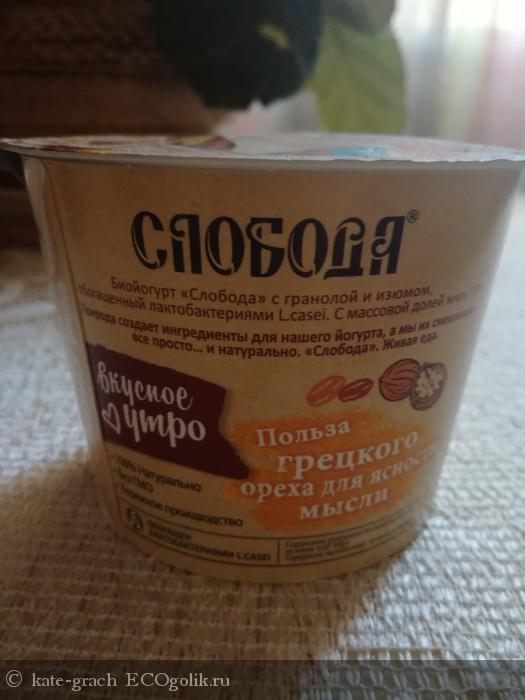 СЛОБОДА®
Биойогурт «Слобода» с гранолой и изюмом,
обогащенный лактобактериями L.casei. С массовой долей жира
Природа создает ингредиенты для нашего йогурта, а мы их
все просто... и натурально. «Слобода». Живая еда.
вкусное
утро
Польза
грецкого
ореха для ясности
мысли
• 100% Натурально
Без ГМО
Бережное производство
ОБОГАЩЕН
ЛАКТОБАКТЕРИЯМИ L.CASEI
© kate-grach ECOgolik.ru